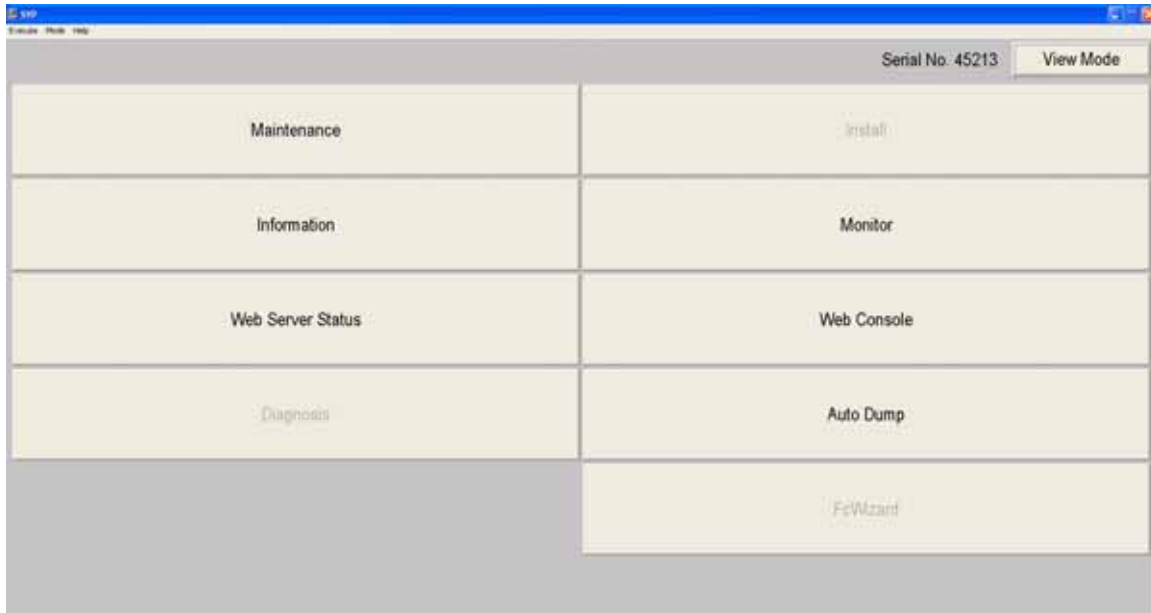 SVP
Execute Mode Help
Serial No. 45213 View Mode
Maintenance Install
Information Monitor
Web Server Status Web Console
Diagnosis Auto Dump
FcWizard